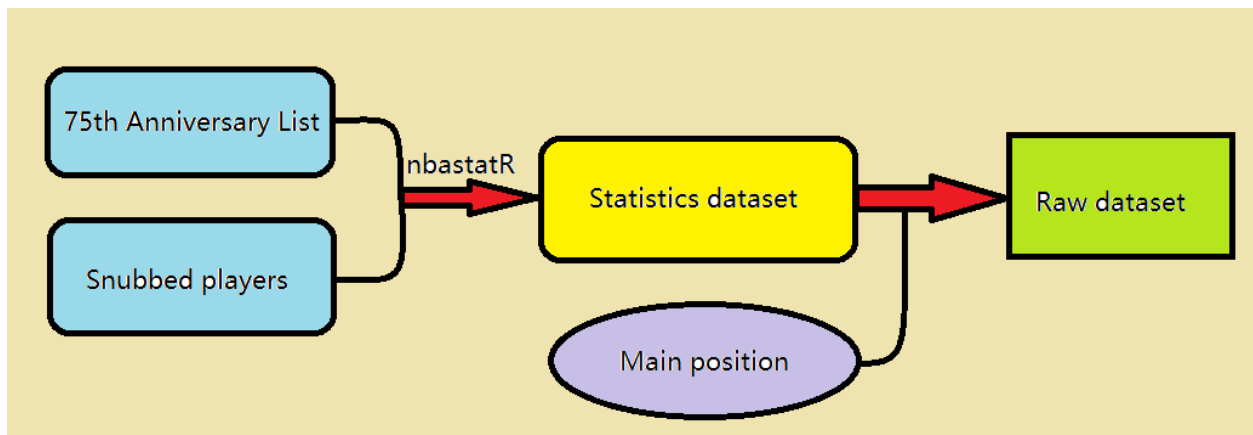 75th Anniversary List
nbastatR
Snubbed players
Statistics dataset
Raw dataset
Main position